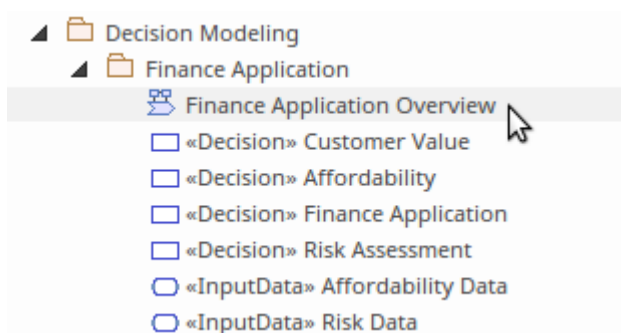 Decision Modeling
Finance Application
Finance Application Overview
«Decision» Customer Value
«Decision» Affordability
«Decision» Finance Application
«Decision» Risk Assessment
«InputData» Affordability Data
«InputData» Risk Data